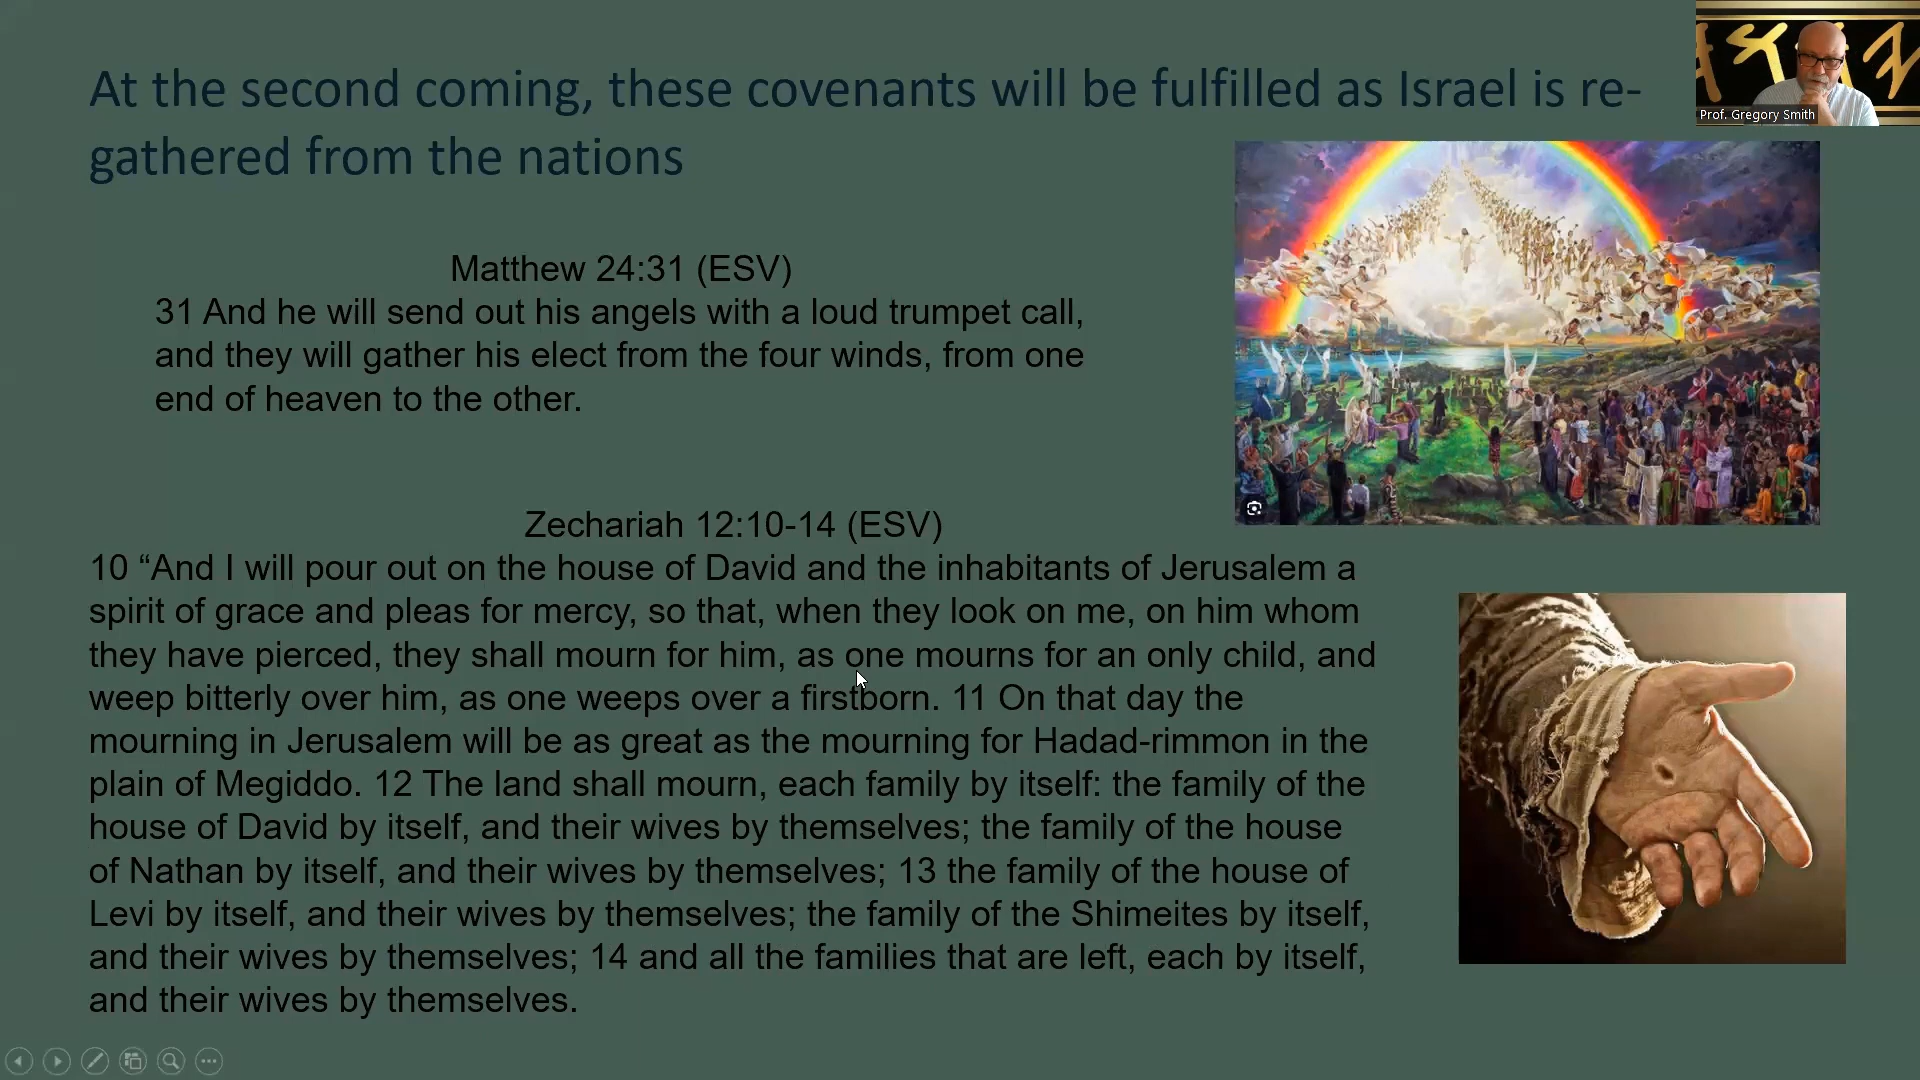 At the second coming, these covenants will be fulfilled as Israel is re-
gathered from the nations
Prof. Gregory Smith
Matthew 24:31 (ESV)
31 And he will send out his angels with a loud trumpet call,
and they will gather his elect from the four winds, from one
end of heaven to the other.
Zechariah 12:10-14 (ESV)
10 “And I will pour out on the house of David and the inhabitants of Jerusalem a
spirit of grace and pleas for mercy, so that, when they look on me, on him whom
they have pierced, they shall mourn for him, as one mourns for an only child, and
weep bitterly over him, as one weeps over a firstborn. 11 On that day the
mourning in Jerusalem will be as great as the mourning for Hadad-rimmon in the
plain of Megiddo. 12 The land shall mourn, each family by itself: the family of the
house of David by itself, and their wives by themselves; the family of the house
of Nathan by itself, and their wives by themselves; 13 the family of the house of
Levi by itself, and their wives by themselves; the family of the Shimeites by itself,
and their wives by themselves; 14 and all the families that are left, each by itself,
and their wives by themselves.